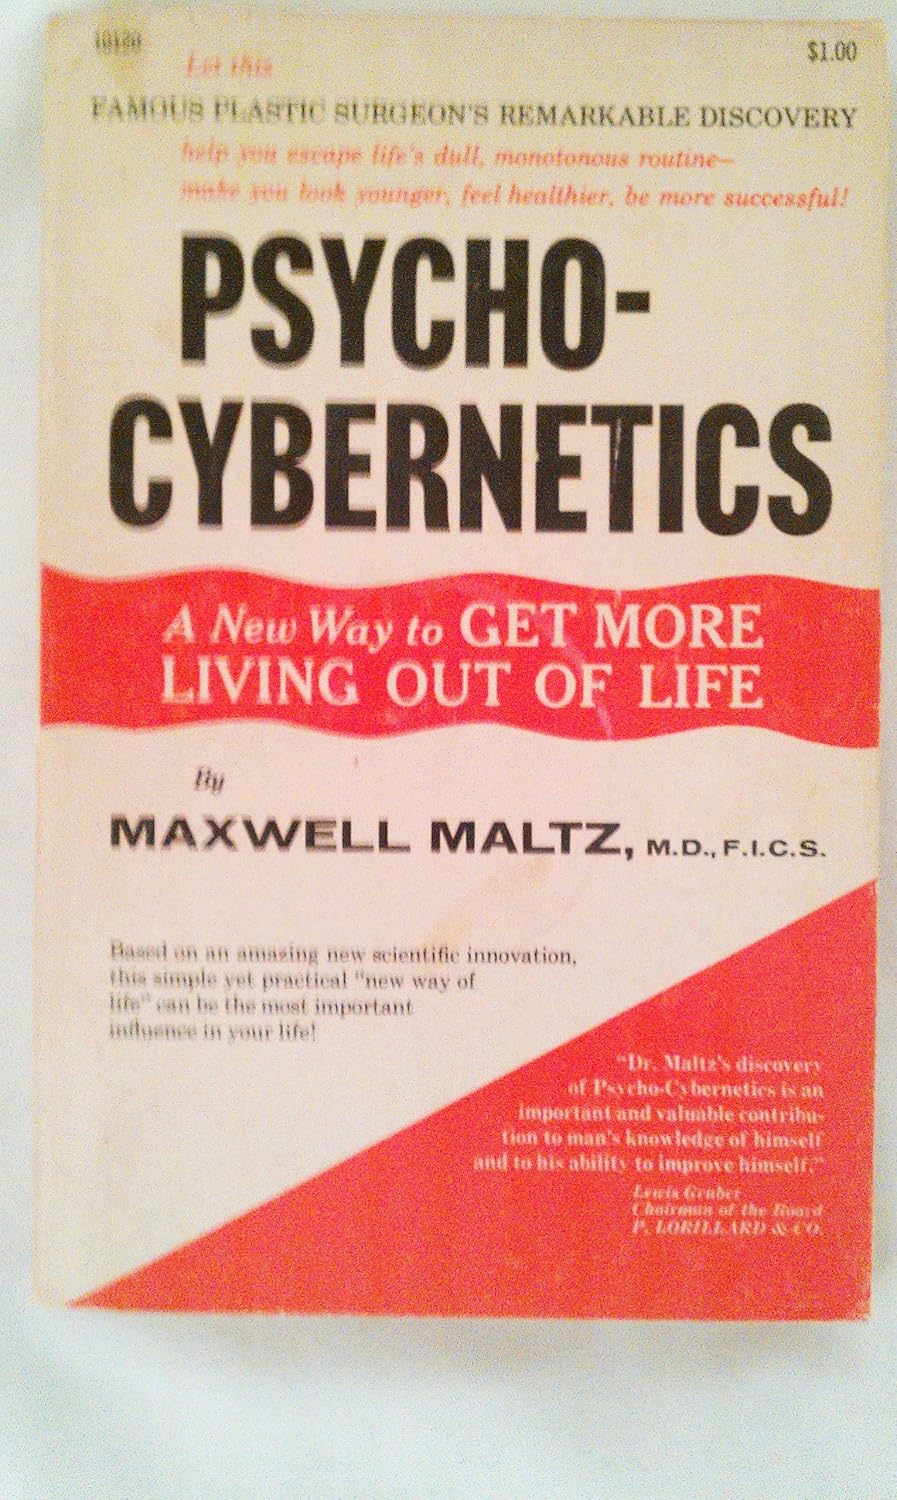 10120
$1.00
Let this
FAMOUS PLASTIC SURGEON'S REMARKABLE DISCOVERY
help you escape life's dull, monotonous routine—
make you look younger, feel healthier, be more successful!
PSYCHO-
CYBERNETICS
A New Way to GET MORE
LIVING OUT OF LIFE
By
MAXWELL MALTZ, M.D., F.I.C.S.
Based on an amazing new scientific innovation,
this simple yet practical "new way of
life" can be the most important
influence in your life!
"Dr. Maltz's discovery
of Psycho-Cybernetics is an
important and valuable contribu-
tion to man's knowledge of himself
and to his ability to improve himself."
Lewis Gruber
Chairman of the Board
P. LORILLARD & CO.